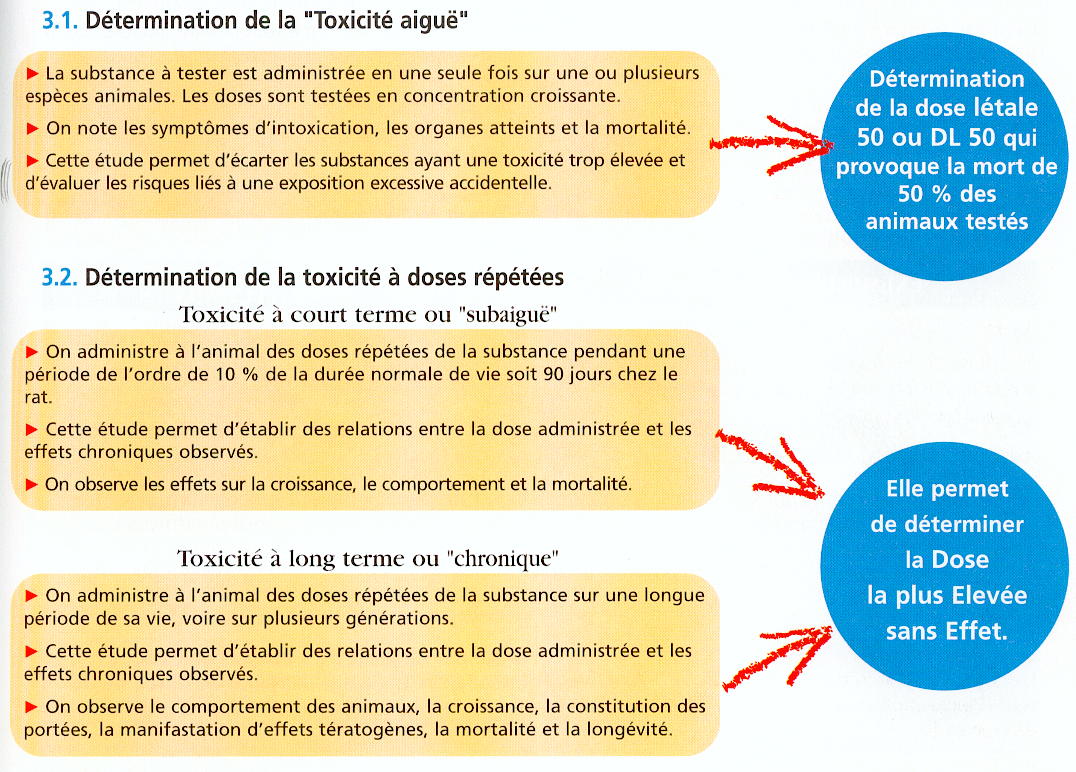 3.1. Détermination de la "Toxicité aiguë"
► La substance à tester est administrée en une seule fois sur une ou plusieurs
espèces animales. Les doses sont testées en concentration croissante.
► On note les symptômes d'intoxication, les organes atteints et la mortalité.
► Cette étude permet d'écarter les substances ayant une toxicité trop élevée et
d'évaluer les risques liés à une exposition excessive accidentelle.
Détermination
de la dose létale
50 ou DL 50 qui
provoque la mort de
50 % des
animaux testés
3.2. Détermination de la toxicité à doses répétées
Toxicité à court terme ou "subaiguë"
► On administre à l'animal des doses répétées de la substance pendant une
période de l'ordre de 10 % de la durée normale de vie soit 90 jours chez le
rat.
► Cette étude permet d'établir des relations entre la dose administrée et les
effets chroniques observés.
► On observe les effets sur la croissance, le comportement et la mortalité.
Toxicité à long terme ou "chronique"
► On administre à l'animal des doses répétées de la substance sur une longue
période de sa vie, voire sur plusieurs générations.
► Cette étude permet d'établir des relations entre la dose administrée et les
effets chroniques observés.
► On observe le comportement des animaux, la croissance, la constitution des
portées, la manifastation d'effets tératogènes, la mortalité et la longévité.
Elle permet
de déterminer
la Dose
la plus Elevée
sans Effet.